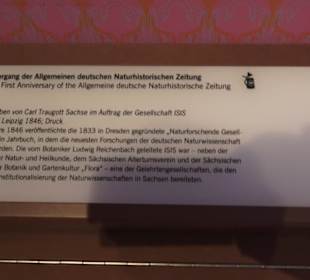 rgang der Allgemeinen deutschen Naturhistorischen Zeitung
First Anniversary of the Allgemeine deutsche Naturhistorische Zeitung
ben von Carl Traugott Sachse im Auftrag der Gesellschaft ISIS
Leipzig 1846; Druck
re 1846 veröffentlichte die 1833 in Dresden gegründete „Naturforschende Gesell-
in Jahrbuch, in dem die neuesten Forschungen der deutschen Naturwissenschaft
rden. Die vom Botaniker Ludwig Reichenbach geleitete ISIS war – neben der
r Natur- und Heilkunde, dem Sächsischen Altertumsverein und der Sächsischen
r Botanik und Gartenkultur „Flora“ – eine der Gelehrtengesellschaften, die den
nstitutionalisierung der Naturwissenschaften in Sachsen bereiteten.